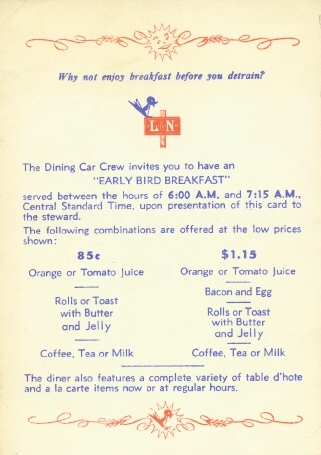 Why not enjoy breakfast before you detrain?
L&N
The Dining Car Crew invites you to have an
"EARLY BIRD BREAKFAST"
served between the hours of 6:00 A.M. and 7:15 A.M.,
Central Standard Time, upon presentation of this card to
the steward.
The following combinations are offered at the low prices
shown:
85¢
Orange or Tomato Juice
Rolls or Toast
with Butter
and Jelly
Coffee, Tea or Milk
$1.15
Orange or Tomato Juice
Bacon and Egg
Rolls or Toast
with Butter
and Jelly
Coffee, Tea or Milk
The diner also features a complete variety of table d'hote
and a la carte items now or at regular hours.